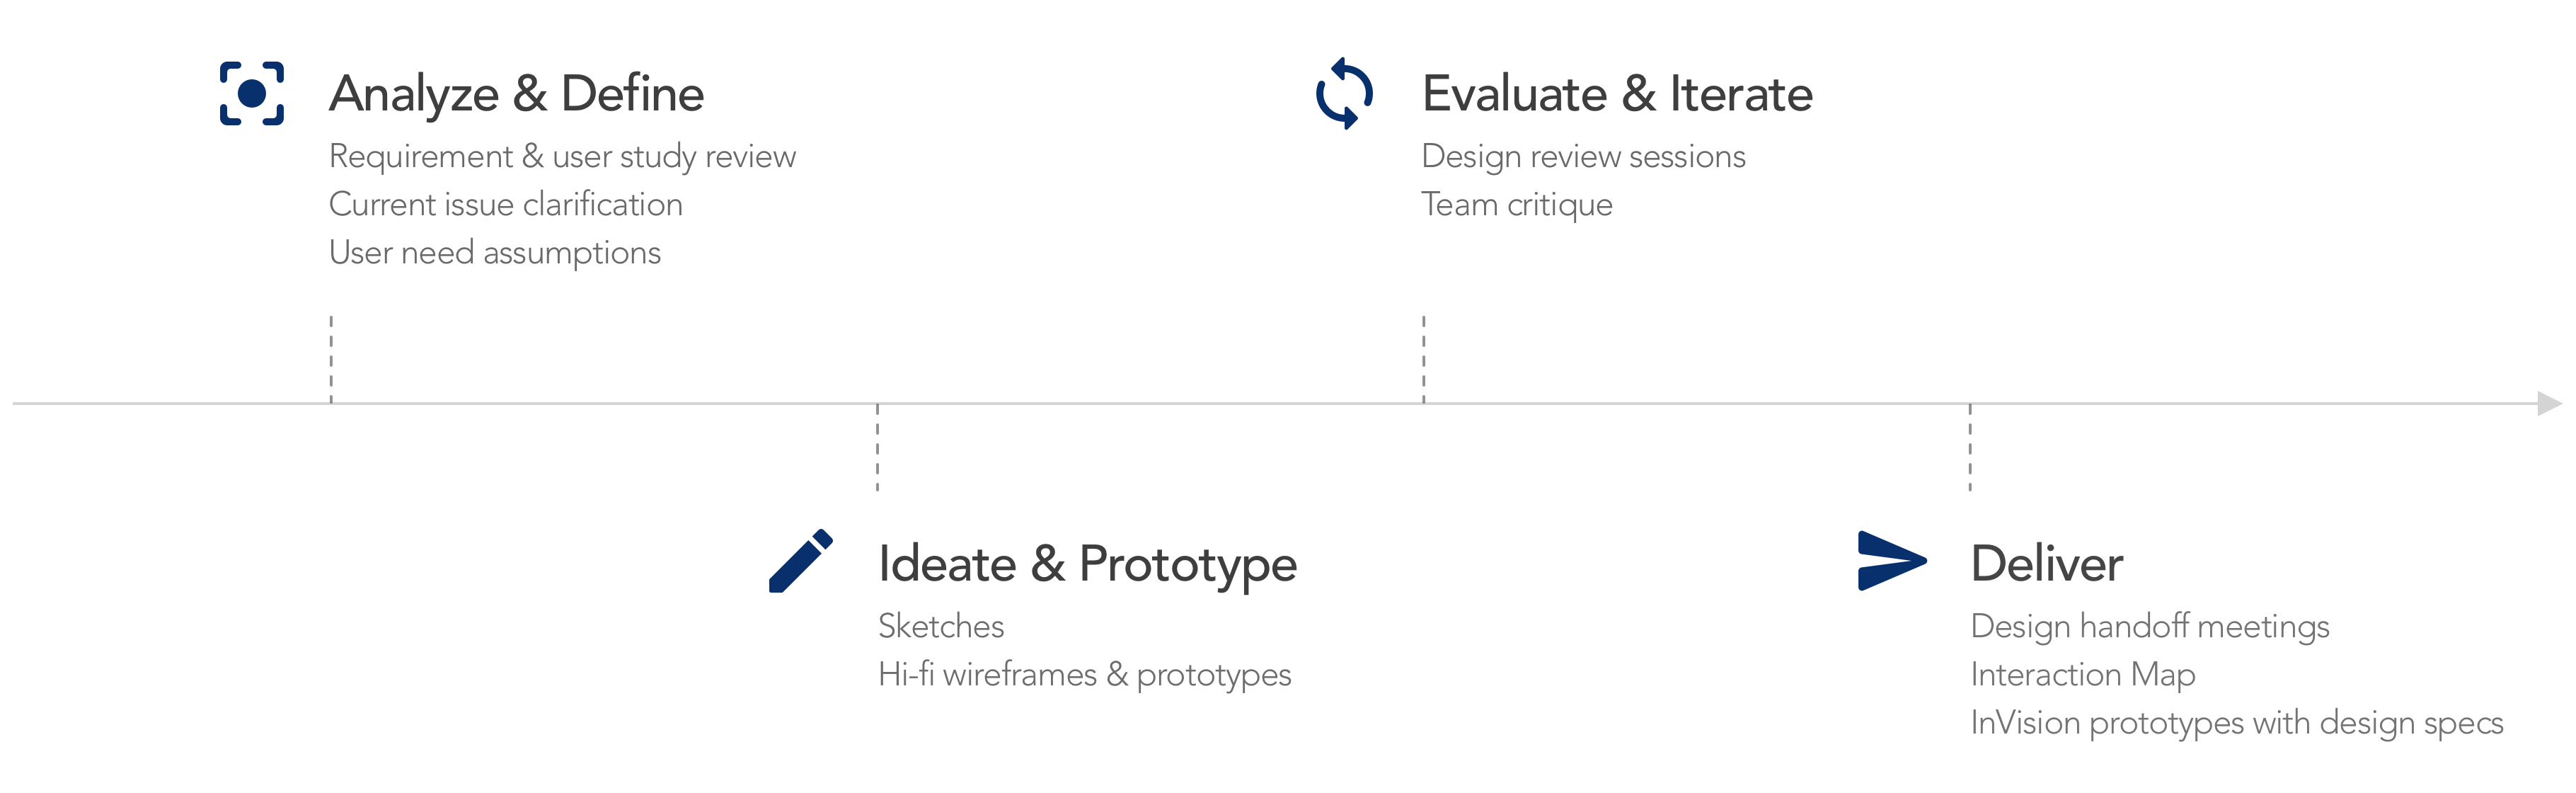 Analyze & Define
Requirement & user study review
Current issue clarification
User need assumptions
Ideate & Prototype
Sketches
Hi-fi wireframes & prototypes
Evaluate & Iterate
Design review sessions
Team critique
Deliver
Design handoff meetings
Interaction Map
InVision prototypes with design specs